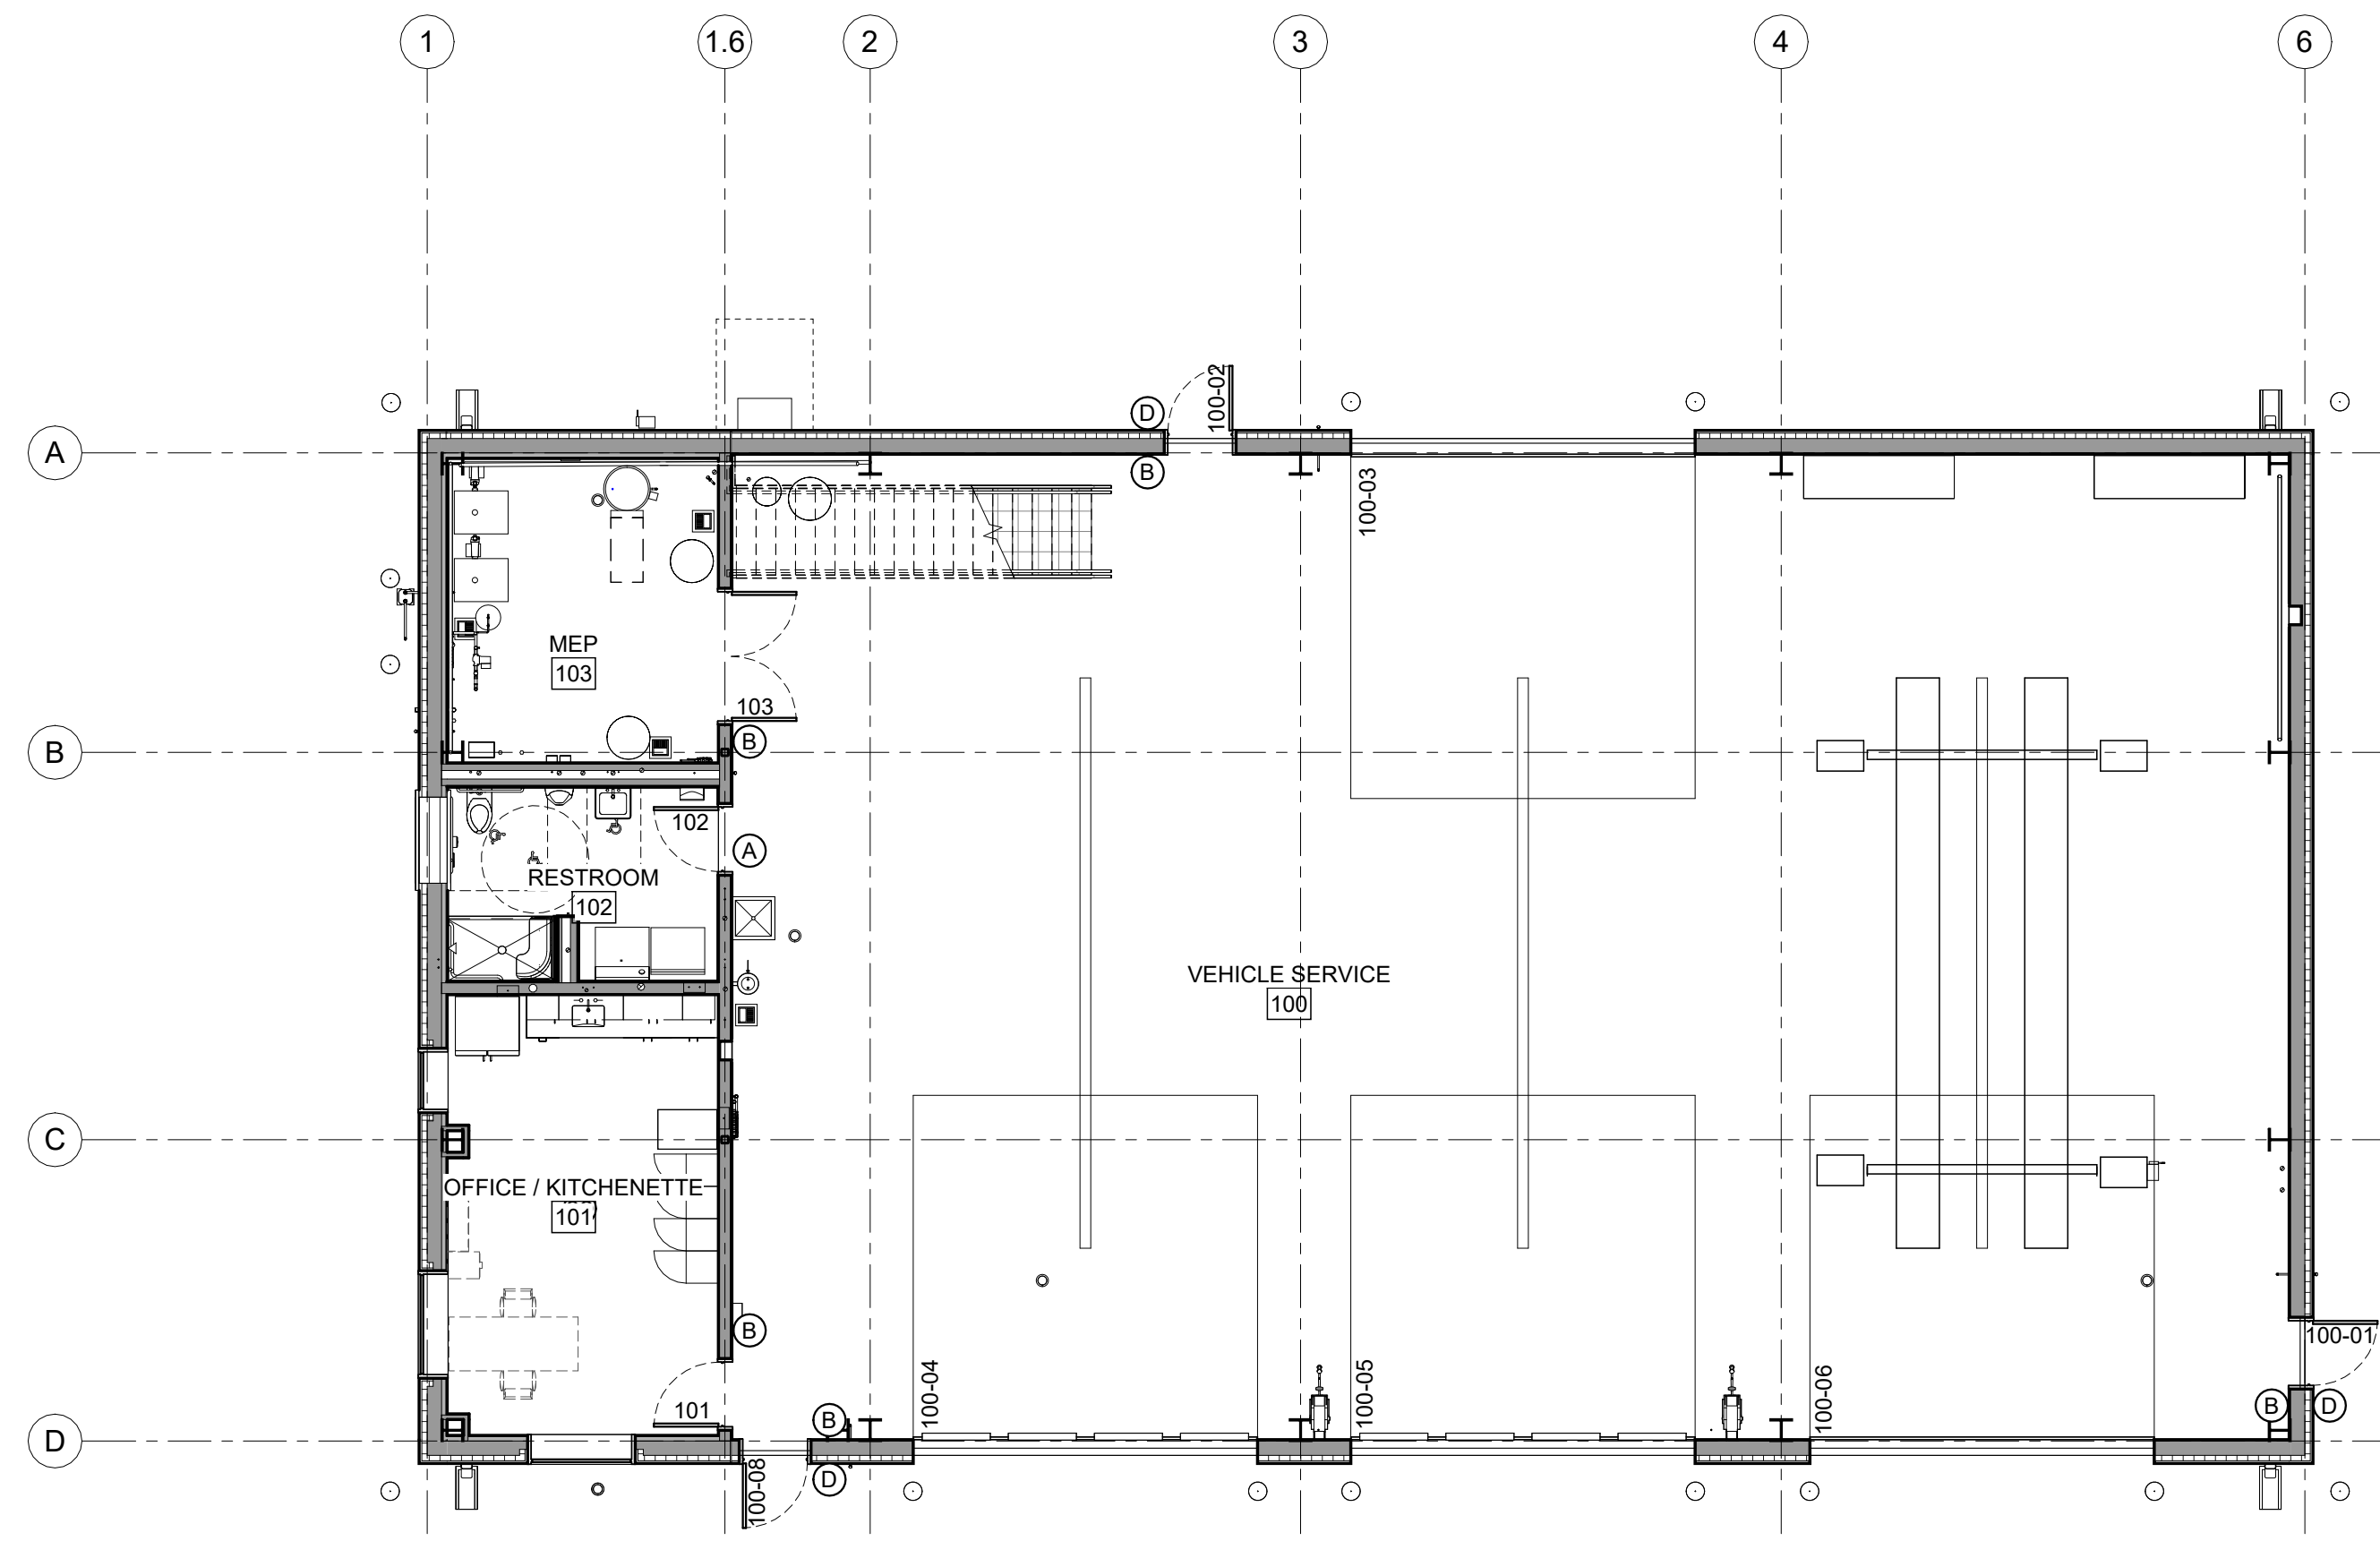 1
1.6
2
3
4
6
100-02
D
A
B
100-03
MEP
103
103
B
B
102
A
RESTROOM
102
VEHICLE SERVICE
100
C
OFFICE / KITCHENETTE
101
B
100-01
100-04
100-05
100-06
101
B
B
D
D
D
100-08